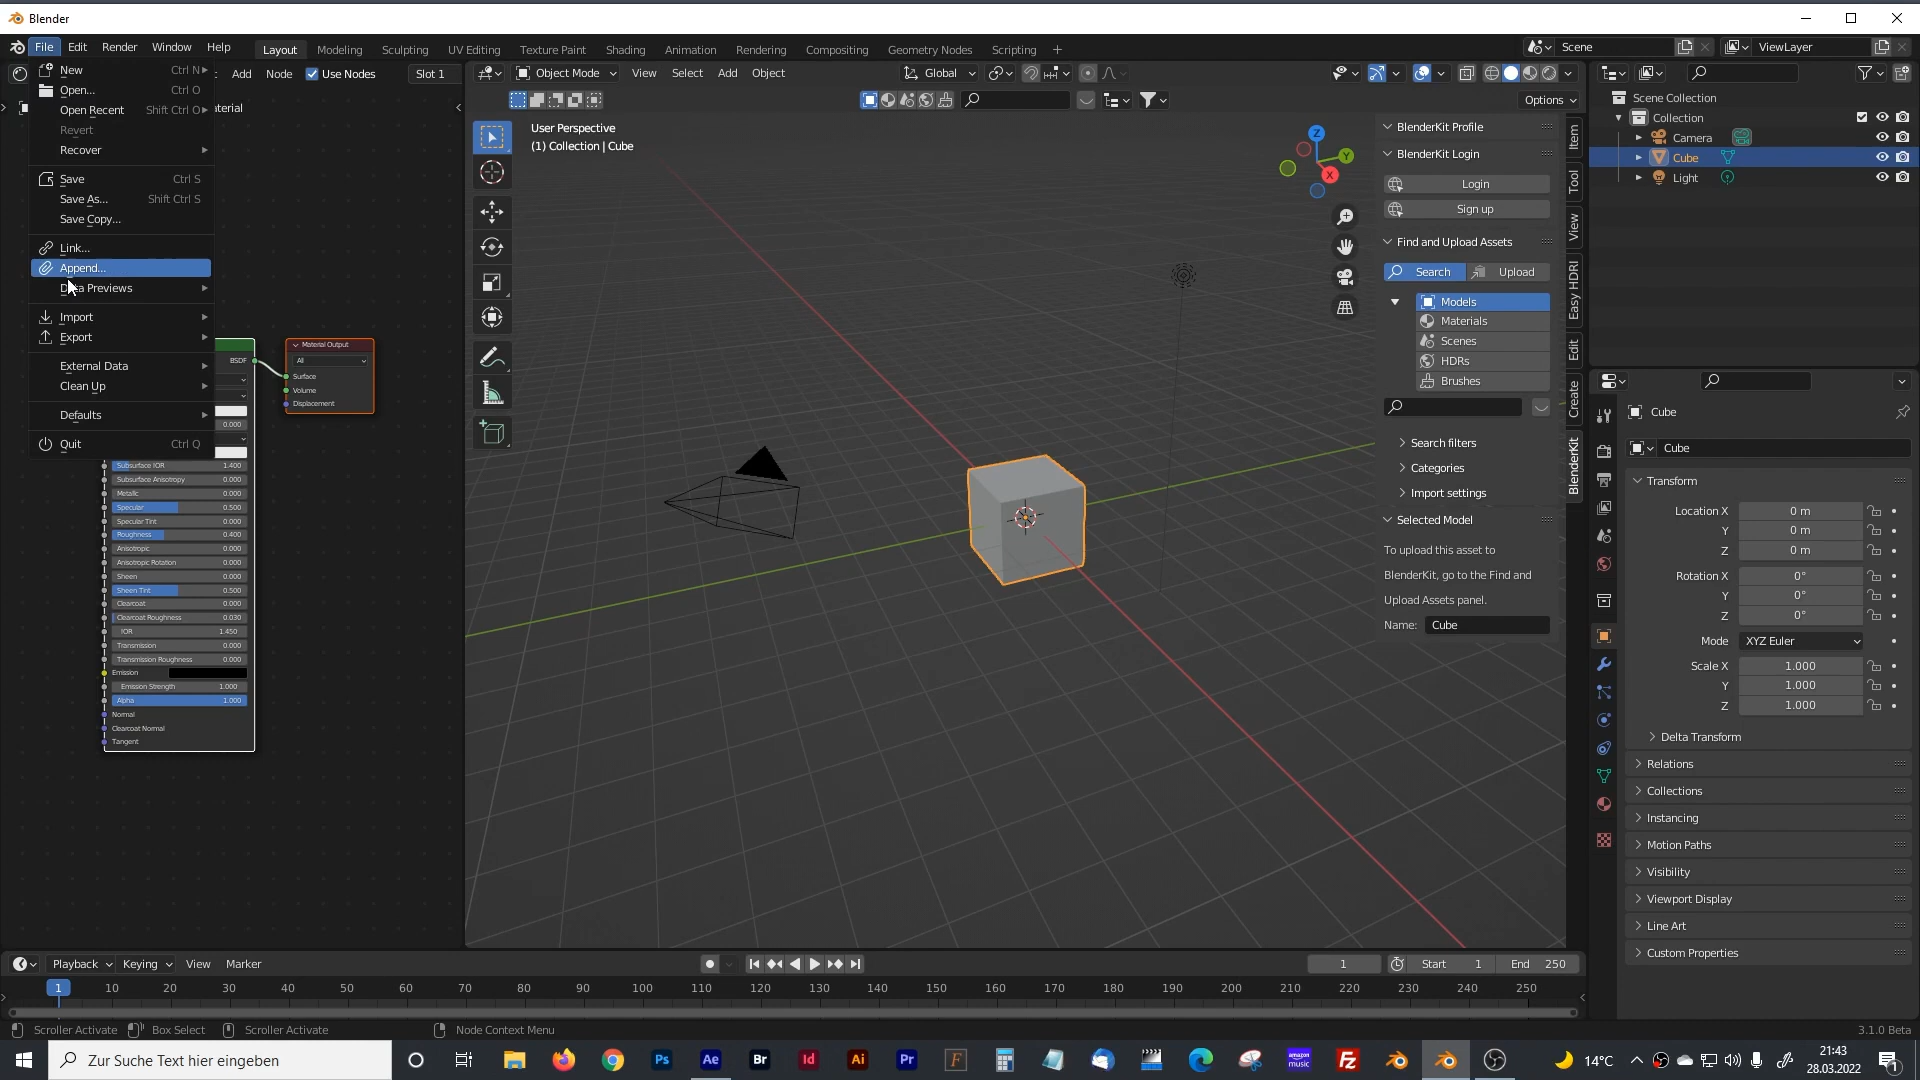 Blender
File Edit Render Window Help Layout Modeling Sculpting UV Editing Texture Paint Shading Animation Rendering Compositing Geometry Nodes Scripting + Scene ViewLayer
Add Node Use Nodes Slot 1 Object Mode View Select Add Object Global
Options
New Ctrl N
Open... Ctrl O
Open Recent Shift Ctrl O
Revert
Recover
Save Ctrl S
Save As... Shift Ctrl S
Save Copy...
Link...
Append...
Data Previews
Import
Export
External Data
Clean Up
Defaults
Quit Ctrl Q
BSDF
0.000
Subsurface IOR 1.400
Subsurface Anisotropy 0.000
Metallic 0.000
Specular 0.500
Specular Tint 0.000
Roughness 0.400
Anisotropic 0.000
Anisotropic Rotation 0.000
Sheen 0.000
Sheen Tint 0.500
Clearcoat 0.000
Clearcoat Roughness 0.030
IOR 1.450
Transmission 0.000
Transmission Roughness 0.000
Emission
Emission Strength 1.000
Alpha 1.000
Normal
Clearcoat Normal
Tangent
Material Output
All
Surface
Volume
Displacement
User Perspective
(1) Collection | Cube
Z
Y
X
BlenderKit Profile
BlenderKit Login
Login
Sign up
Find and Upload Assets
Search Upload
Models
Materials
Scenes
HDRs
Brushes
Search filters
Categories
Import settings
Selected Model
To upload this asset to
BlenderKit, go to the Find and
Upload Assets panel.
Name: Cube
Item
Tool
View
Easy HDRI
Edit
Create
BlenderKit
Scene Collection
Collection
Camera
Cube
Light
Cube
Cube
Transform
Location X 0 m
Y 0 m
Z 0 m
Rotation X 0°
Y 0°
Z 0°
Mode XYZ Euler
Scale X 1.000
Y 1.000
Z 1.000
Delta Transform
Relations
Collections
Instancing
Motion Paths
Visibility
Viewport Display
Line Art
Custom Properties
Playback Keying View Marker 1 Start 1 End 250
1 10 20 30 40 50 60 70 80 90 100 110 120 130 140 150 160 170 180 190 200 210 220 230 240 250
Scroller Activate Box Select Scroller Activate Node Context Menu 3.1.0 Beta
Zur Suche Text hier eingeben Ps Ae Br Id Ai Pr F amazon music Fz 14°C 21:43
28.03.2022 1